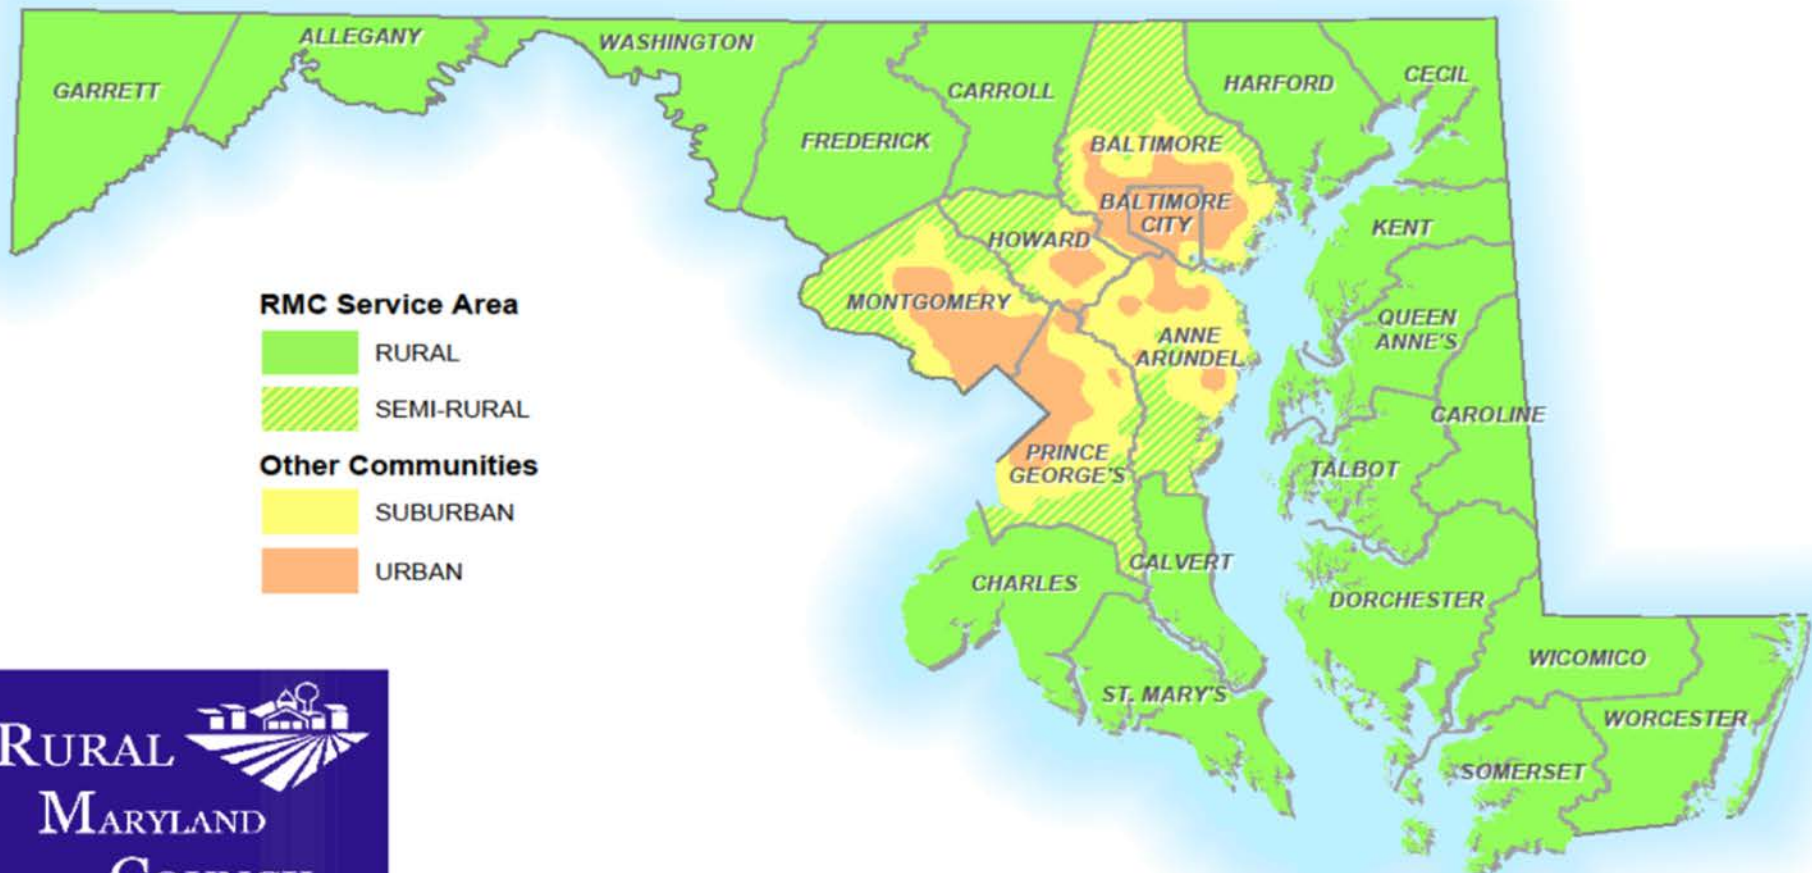 GARRETT
ALLEGANY
WASHINGTON
FREDERICK
CARROLL
BALTIMORE
BALTIMORE
CITY
HARFORD
CECIL
KENT
HOWARD
MONTGOMERY
ANNE
ARUNDEL
QUEEN
ANNE'S
CAROLINE
TALBOT
PRINCE
GEORGE'S
CALVERT
CHARLES
ST. MARY'S
DORCHESTER
WICOMICO
WORCESTER
SOMERSET
RMC Service Area
RURAL
SEMI-RURAL
Other Communities
SUBURBAN
URBAN
RURAL
MARYLAND